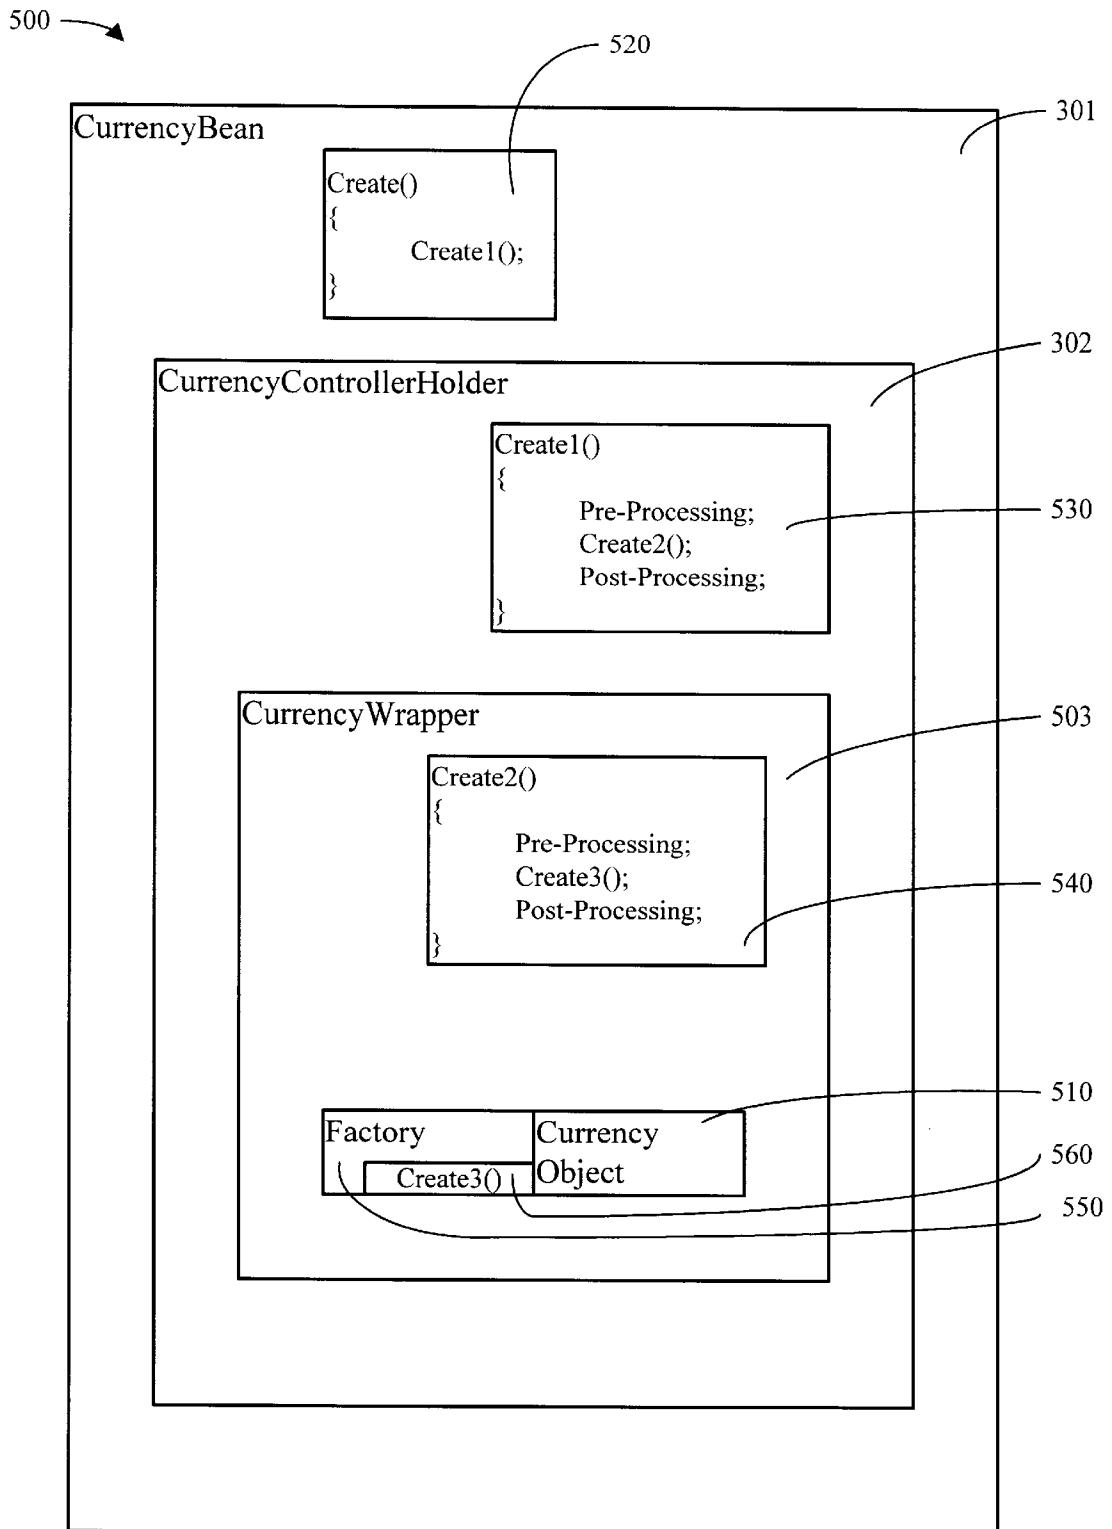 500
520
301
CurrencyBean
Create()
{
Create1();
}
302
CurrencyControllerHolder
Create1()
{
Pre-Processing;
530
Create2();
Post-Processing;
}
CurrencyWrapper
503
Create2()
{
Pre-Processing;
Create3();
540
Post-Processing;
}
510
Factory
Currency
Object
560
Create3()
550